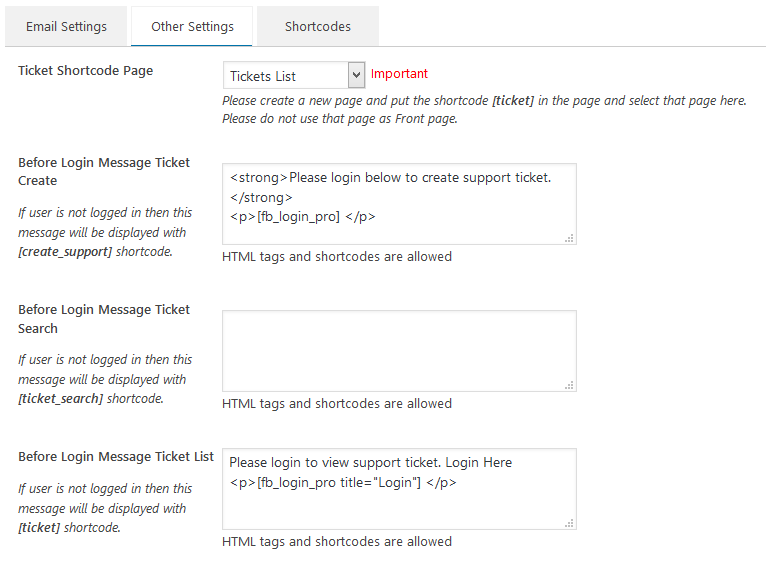 Email Settings
Other Settings
Shortcodes
Ticket Shortcode Page
Tickets List
Important
Please create a new page and put the shortcode [ticket] in the page and select that page here.
Please do not use that page as Front page.
Before Login Message Ticket
Create
If user is not logged in then this
message will be displayed with
[create_support] shortcode.
<strong>Please login below to create support ticket.
</strong>
<p>[fb_login_pro] </p>
HTML tags and shortcodes are allowed
Before Login Message Ticket
Search
If user is not logged in then this
message will be displayed with
[ticket_search] shortcode.
HTML tags and shortcodes are allowed
Before Login Message Ticket List
If user is not logged in then this
message will be displayed with
[ticket] shortcode.
Please login to view support ticket. Login Here
<p>[fb_login_pro title="Login"] </p>
HTML tags and shortcodes are allowed